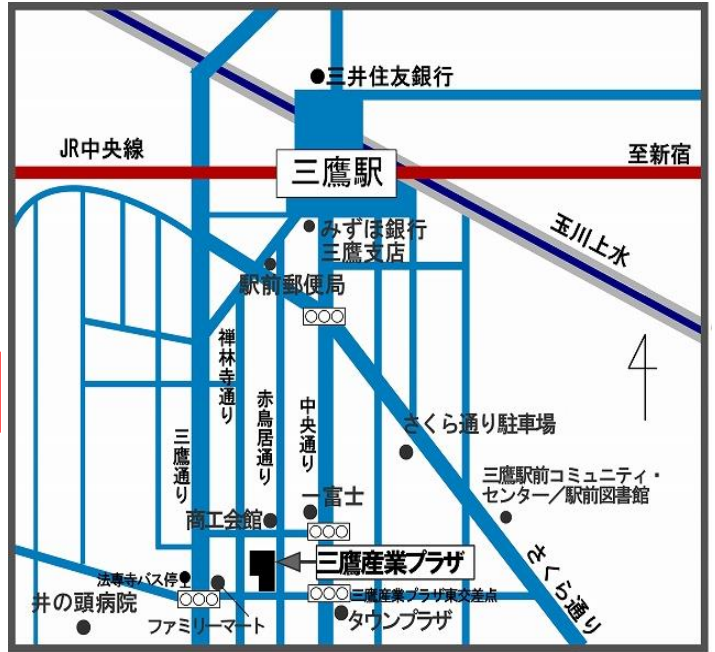 三井住友銀行
JR中央線
三鷹駅
至新宿
みずほ銀行
三鷹支店
玉川上水
駅前郵便局
禅林寺通り
赤鳥居通り
中央通り
三鷹通り
さくら通り駐車場
三鷹駅前コミュニティ・
センター/駅前図書館
一富士
商工会館
三鷹産業プラザ
さくら通り
法専寺バス停
三鷹産業プラザ東交差点
井の頭病院
ファミリーマート
タウンプラザ